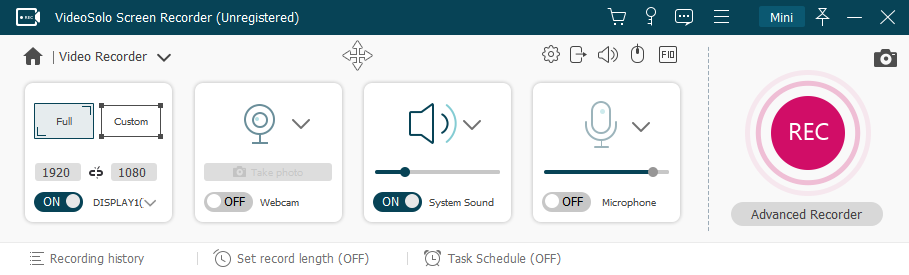 VideoSolo Screen Recorder (Unregistered)
Mini
| Video Recorder
F10
Full
Custom
1920
1080
ON
DISPLAY1(
Take photo
OFF
Webcam
ON
System Sound
OFF
Microphone
REC
Advanced Recorder
Recording history
Set record length (OFF)
Task Schedule (OFF)